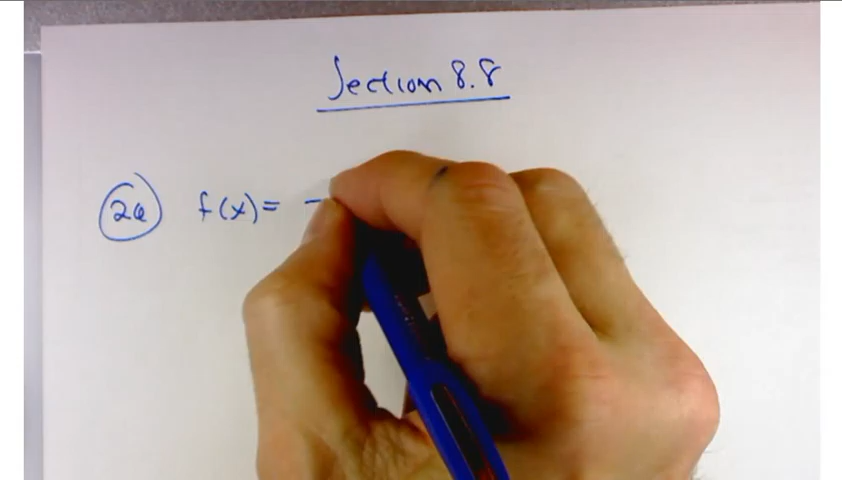 Section 8.8
26 f(x) = -